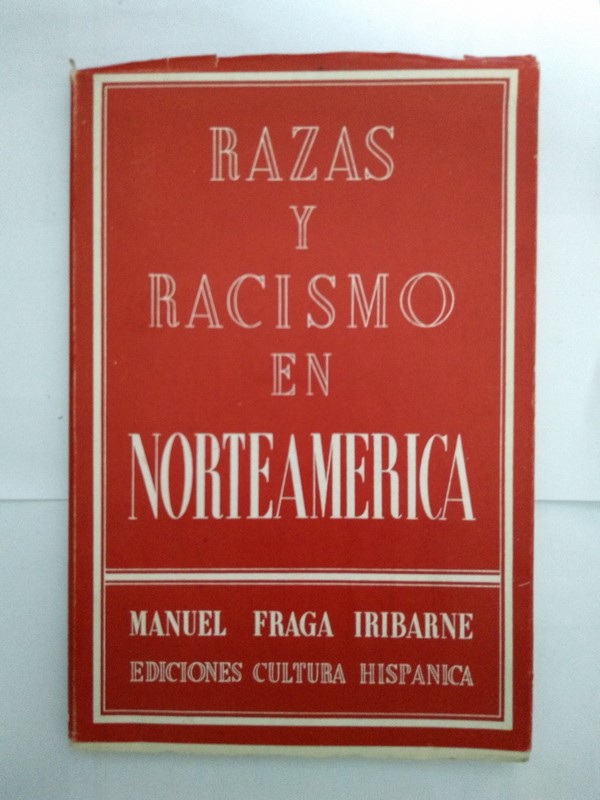 RAZAS
Y
RACISMO
EN
NORTEAMERICA
MANUEL FRAGA IRIBARNE
EDICIONES CULTURA HISPANICA